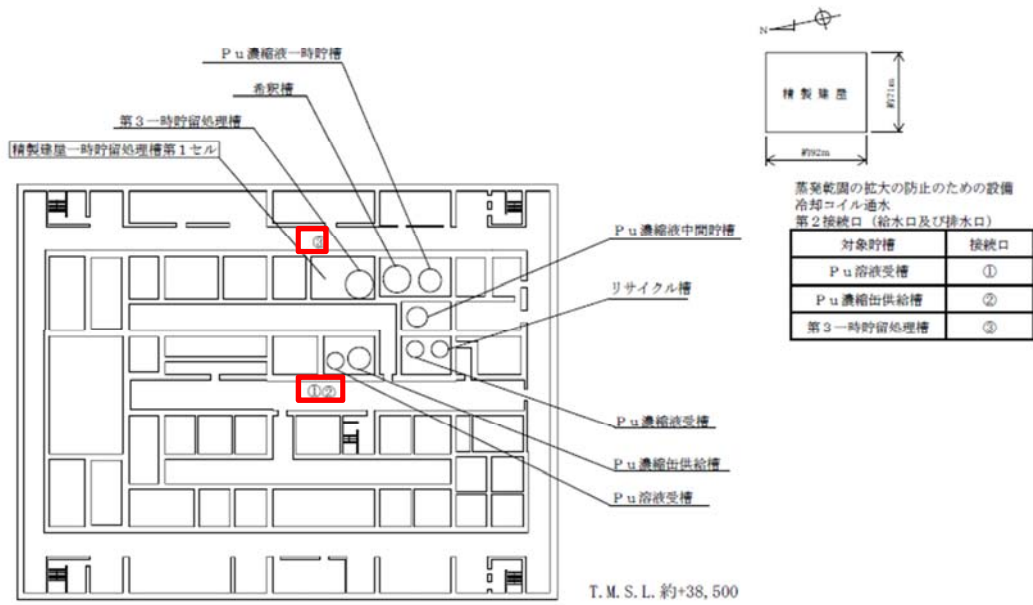 Pu濃縮液一時貯槽
希釈槽
第3一時貯留処理槽
精製建屋一時貯留処理槽第1セル
③
①②
Pu濃縮液中間貯槽
リサイクル槽
Pu濃縮液受槽
Pu濃縮缶供給槽
Pu溶液受槽
T.M.S.L.約+38,500
N
精製建屋
約71m
約92m
蒸発乾固の拡大の防止のための設備
冷却コイル通水
第2接続口(給水口及び排水口)
対象貯槽 接続口
Pu溶液受槽 ①
Pu濃縮缶供給槽 ②
第3一時貯留処理槽 ③